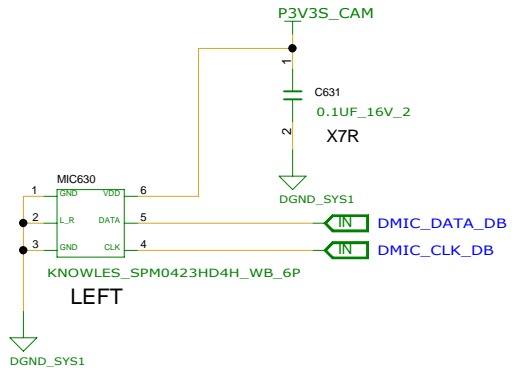 P3V3S_CAM
1
C631
0.1UF_16V_2
2
X7R
DGND_SYS1
MIC630
1 GND VDD 6
2 L_R DATA 5 IN DMIC_DATA_DB
3 GND CLK 4 IN DMIC_CLK_DB
KNOWLES_SPM0423HD4H_WB_6P
LEFT
DGND_SYS1